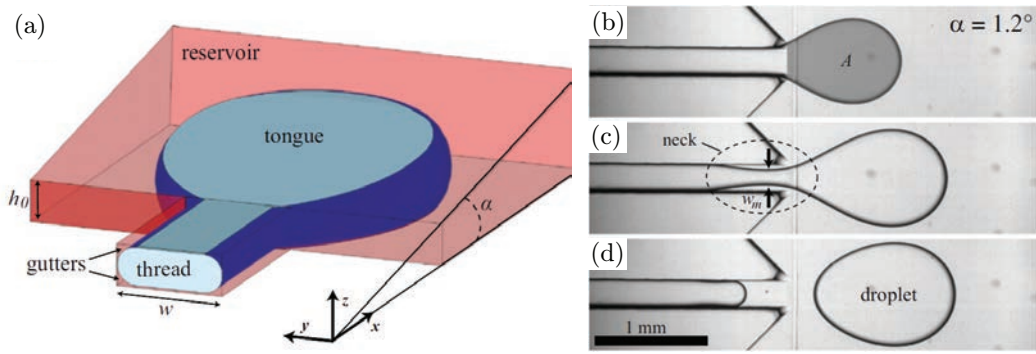 (a)
reservoir
tongue
h₀
α
gutters
thread
w
z
y
x
(b)
α = 1.2°
A
(c)
neck
wₘ
(d)
droplet
1 mm